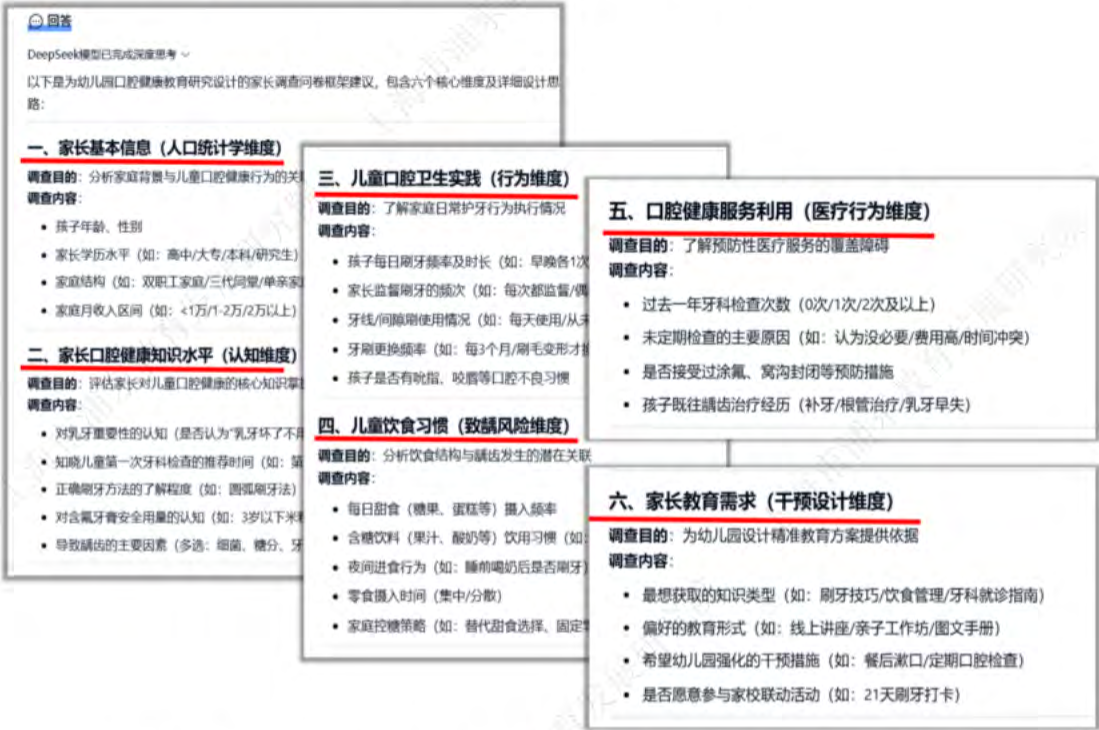 回答
DeepSeek模型已完成深度思考
以下是为幼儿园口腔健康教育研究设计的家长调查问卷框架建议，包含六个核心维度及详细设计思
路：
一、家长基本信息（人口统计学维度）
调查目的：分析家庭背景与儿童口腔健康行为的关
调查内容：
• 孩子年龄、性别
• 家长学历水平（如：高中/大专/本科/研究生）
• 家庭结构（如：双职工家庭/三代同堂/单亲家
• 家庭月收入区间（如：<1万/1-2万/2万以上）
二、家长口腔健康知识水平（认知维度）
调查目的：评估家长对儿童口腔健康的核心知识掌
调查内容：
• 对乳牙重要性的认知（是否认为"乳牙坏了不用
• 知晓儿童第一次牙科检查的推荐时间（如：第
• 正确刷牙方法的了解程度（如：圆弧刷牙法）
• 对含氟牙膏安全用量的认知（如：3岁以下米粒
• 导致龋齿的主要因素（多选：细菌、糖分、牙
三、儿童口腔卫生实践（行为维度）
调查目的：了解家庭日常护牙行为执行情况
调查内容：
• 孩子每日刷牙频率及时长（如：早晚各1次
• 家长监督刷牙的频次（如：每次都监督/偶
• 牙线/间隙刷使用情况（如：每天使用/从未
• 牙刷更换频率（如：每3个月/刷毛变形才换
• 孩子是否有吮指、咬唇等口腔不良习惯
四、儿童饮食习惯（致龋风险维度）
调查目的：分析饮食结构与龋齿发生的潜在关联
调查内容：
• 每日甜食（糖果、蛋糕等）摄入频率
• 含糖饮料（果汁、酸奶等）饮用习惯（如：
• 夜间进食行为（如：睡前喝奶后是否刷牙）
• 零食摄入时间（集中/分散）
• 家庭控糖策略（如：替代甜食选择、固定零
五、口腔健康服务利用（医疗行为维度）
调查目的：了解预防性医疗服务的覆盖障碍
调查内容：
• 过去一年牙科检查次数（0次/1次/2次及以上）
• 未定期检查的主要原因（如：认为没必要/费用高/时间冲突）
• 是否接受过涂氟、窝沟封闭等预防措施
• 孩子既往龋齿治疗经历（补牙/根管治疗/乳牙早失）
六、家长教育需求（干预设计维度）
调查目的：为幼儿园设计精准教育方案提供依据
调查内容：
• 最想获取的知识类型（如：刷牙技巧/饮食管理/牙科就诊指南）
• 偏好的教育形式（如：线上讲座/亲子工作坊/图文手册）
• 希望幼儿园强化的干预措施（如：餐后漱口/定期口腔检查）
• 是否愿意参与家校联动活动（如：21天刷牙打卡）